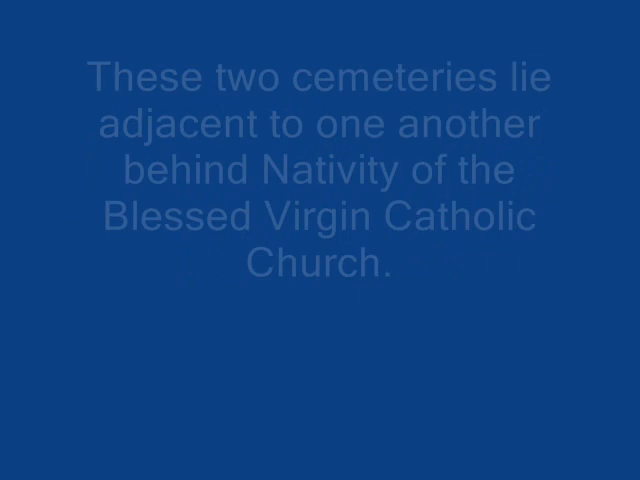 These two cemeteries lie
adjacent to one another
behind Nativity of the
Blessed Virgin Catholic
Church.